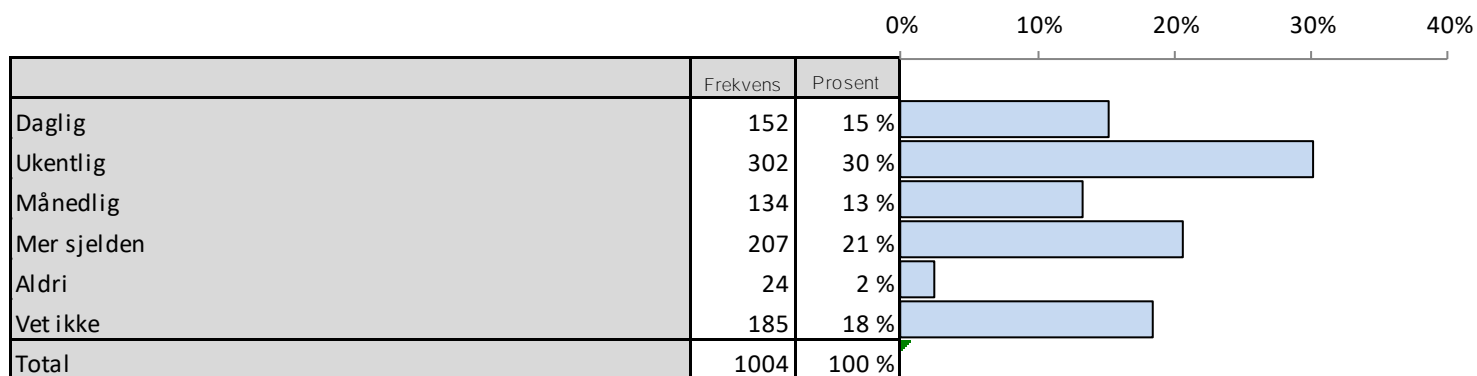 0% 10% 20% 30% 40%
Frekvens Prosent
Daglig 152 15 %
Ukentlig 302 30 %
Månedlig 134 13 %
Mer sjelden 207 21 %
Aldri 24 2 %
Vet ikke 185 18 %
Total 1004 100 %